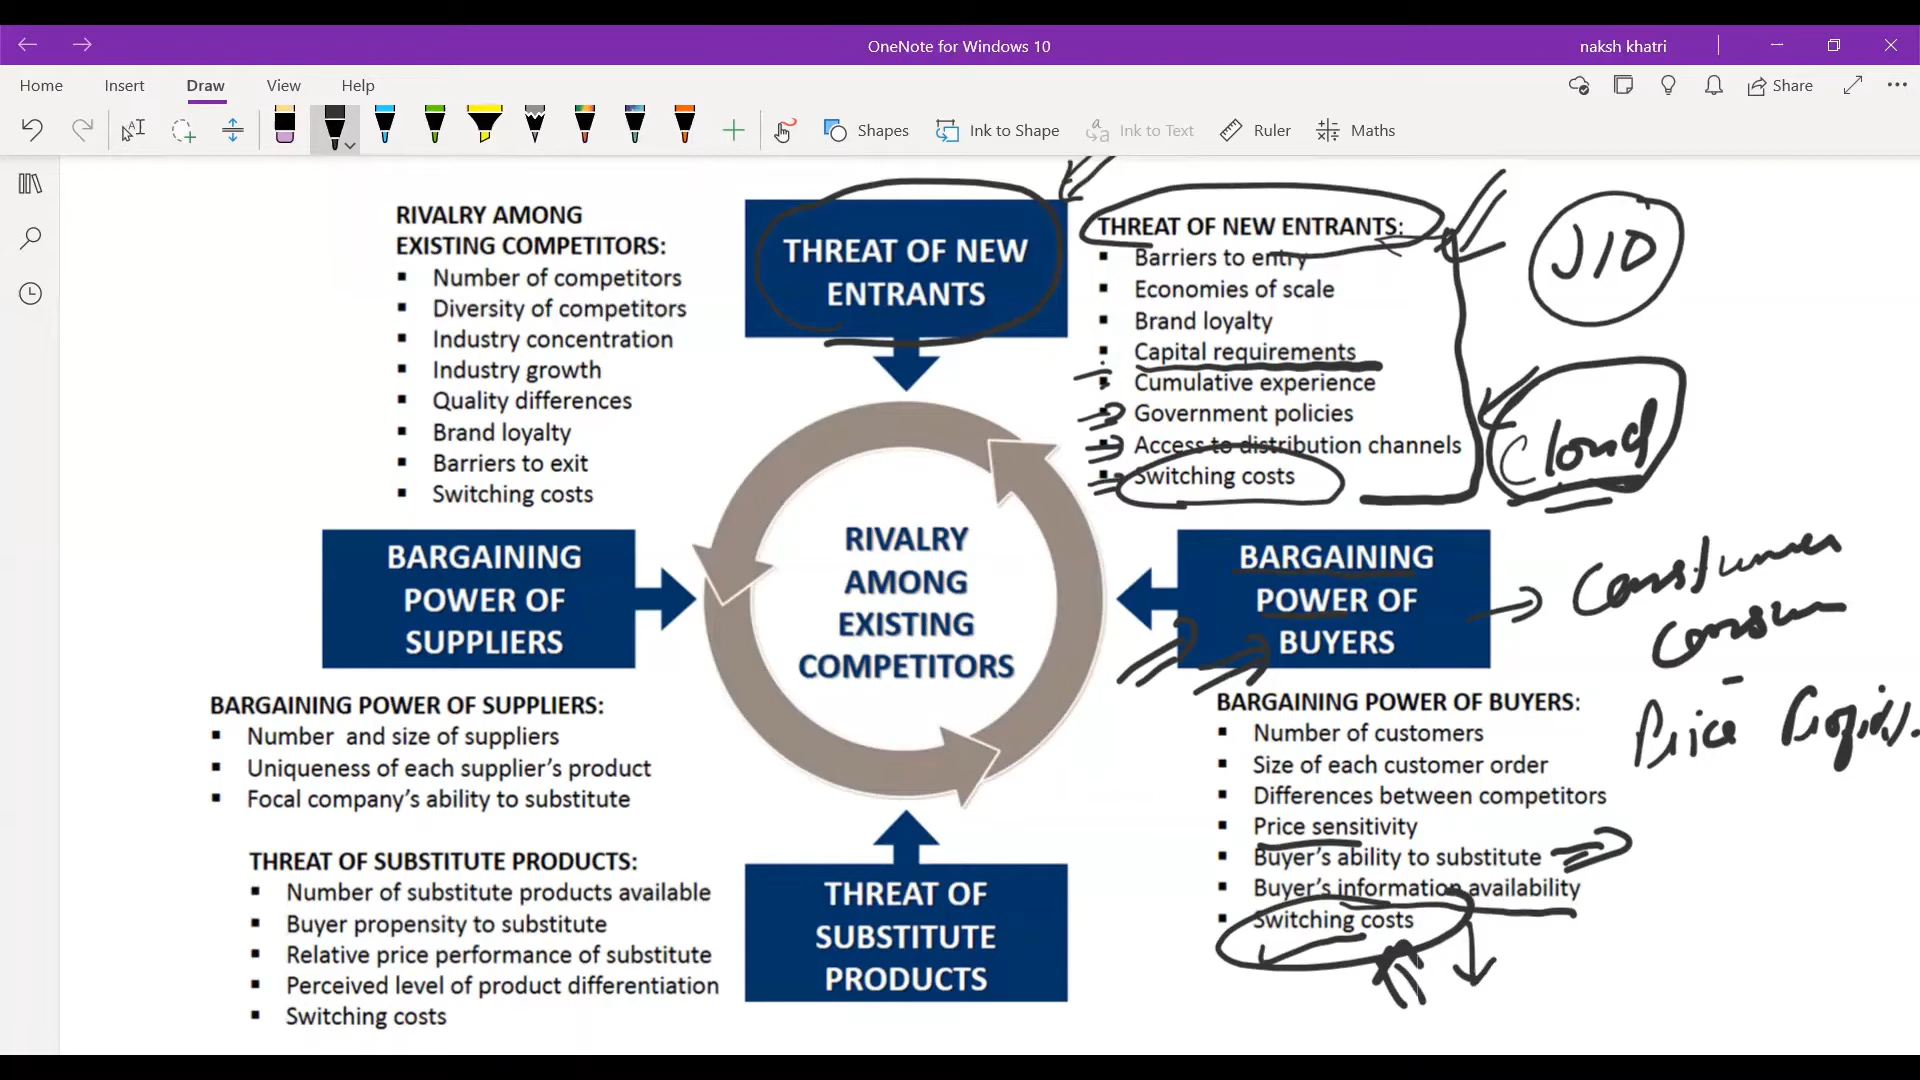 OneNote for Windows 10
naksh khatri
Home Insert Draw View Help
Share
Shapes Ink to Shape Ink to Text Ruler Maths
RIVALRY AMONG
EXISTING COMPETITORS:
▪ Number of competitors
▪ Diversity of competitors
▪ Industry concentration
▪ Industry growth
▪ Quality differences
▪ Brand loyalty
▪ Barriers to exit
▪ Switching costs
THREAT OF NEW
ENTRANTS
THREAT OF NEW ENTRANTS:
▪ Barriers to entry
▪ Economies of scale
▪ Brand loyalty
▪ Capital requirements
▪ Cumulative experience
▪ Government policies
▪ Access to distribution channels
▪ Switching costs
JIO
Cloud
BARGAINING
POWER OF
SUPPLIERS
RIVALRY
AMONG
EXISTING
COMPETITORS
BARGAINING
POWER OF
BUYERS
BARGAINING POWER OF SUPPLIERS:
▪ Number and size of suppliers
▪ Uniqueness of each supplier’s product
▪ Focal company’s ability to substitute
BARGAINING POWER OF BUYERS:
▪ Number of customers
▪ Size of each customer order
▪ Differences between competitors
▪ Price sensitivity
▪ Buyer’s ability to substitute
▪ Buyer’s information availability
▪ Switching costs
Price
THREAT OF SUBSTITUTE PRODUCTS:
▪ Number of substitute products available
▪ Buyer propensity to substitute
▪ Relative price performance of substitute
▪ Perceived level of product differentiation
▪ Switching costs
THREAT OF
SUBSTITUTE
PRODUCTS